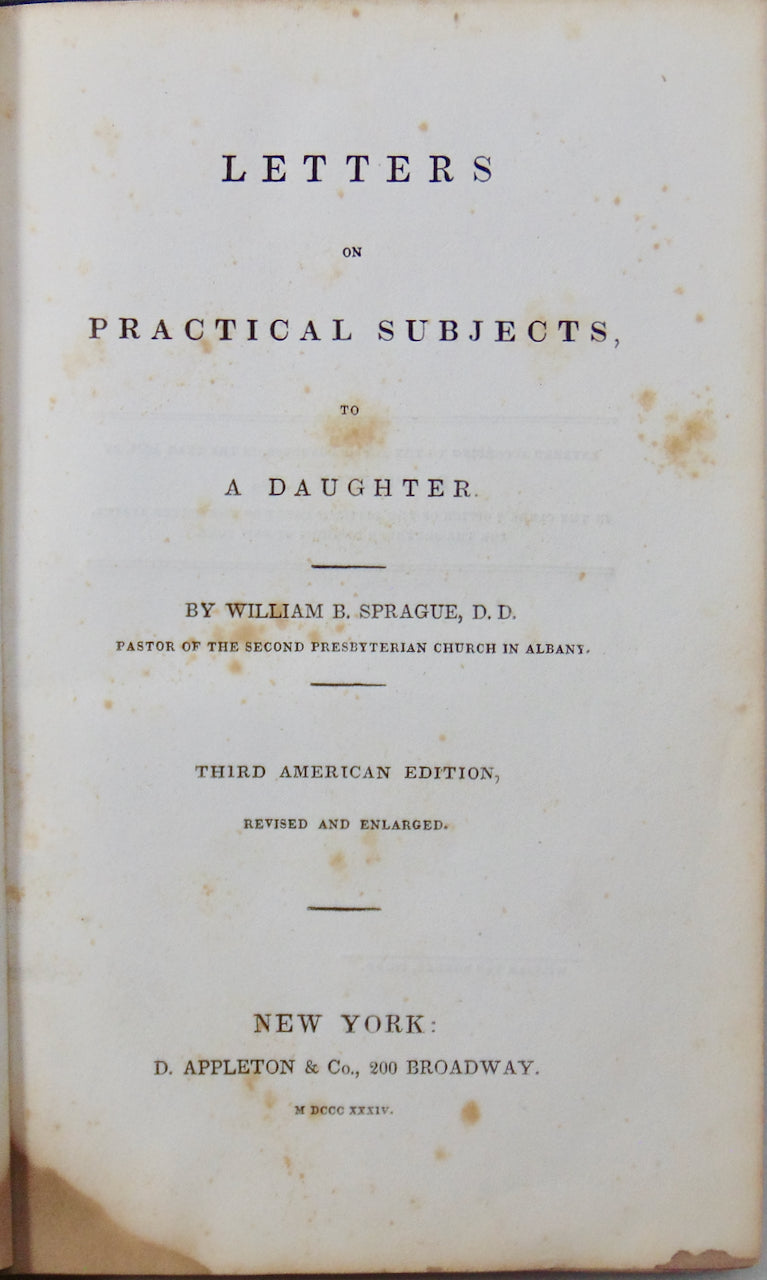 LETTERS
ON
PRACTICAL SUBJECTS,
TO
A DAUGHTER.
BY WILLIAM B. SPRAGUE, D. D.
PASTOR OF THE SECOND PRESBYTERIAN CHURCH IN ALBANY.
THIRD AMERICAN EDITION,
REVISED AND ENLARGED.
NEW YORK:
D. APPLETON & Co., 200 BROADWAY.
M DCCC XXXIV.